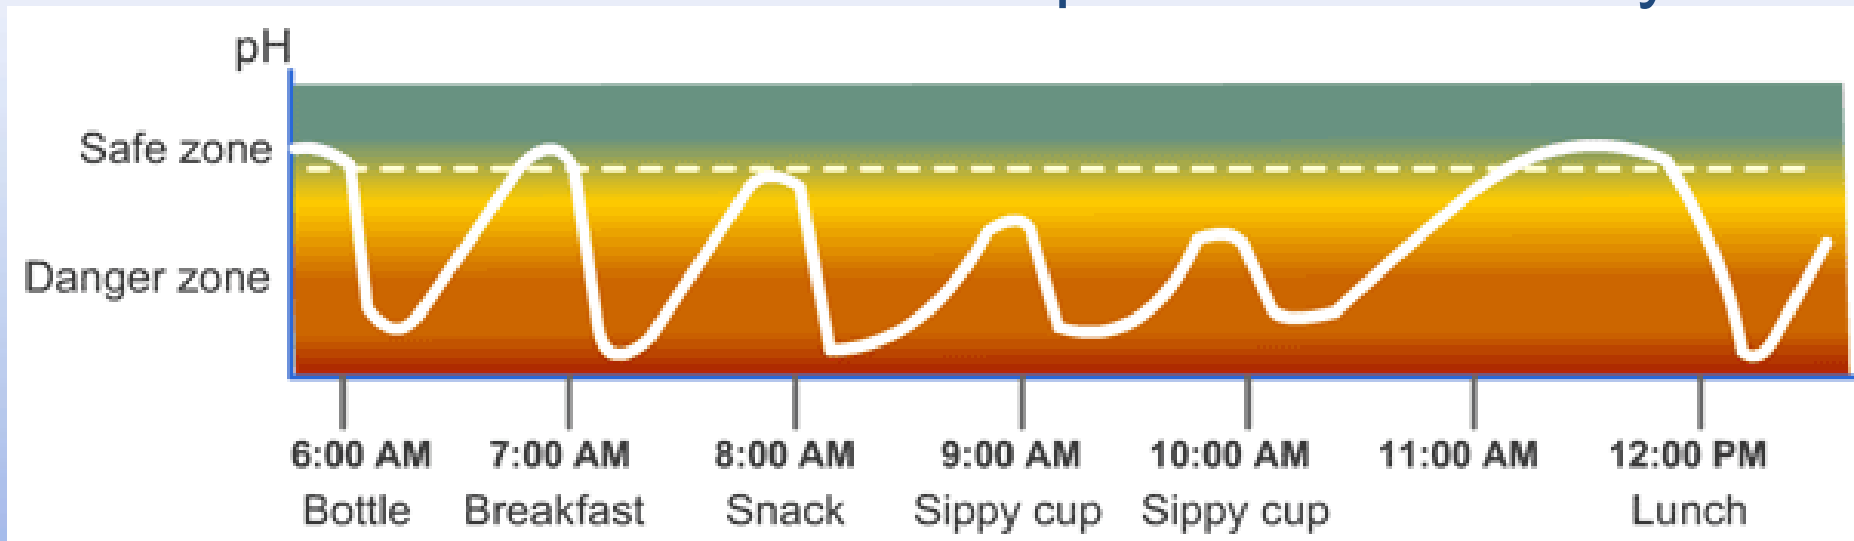 pH
Safe zone
Danger zone
6:00 AM 7:00 AM 8:00 AM 9:00 AM 10:00 AM 11:00 AM 12:00 PM
Bottle Breakfast Snack Sippy cup Sippy cup Lunch